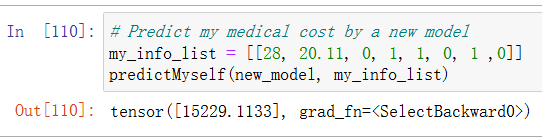 In [110]: # Predict my medical cost by a new model
my_info_list = [[28, 20.11, 0, 1, 1, 0, 1 ,0]]
predictMyself(new_model, my_info_list)
Out[110]: tensor([15229.1133], grad_fn=<SelectBackward0>)